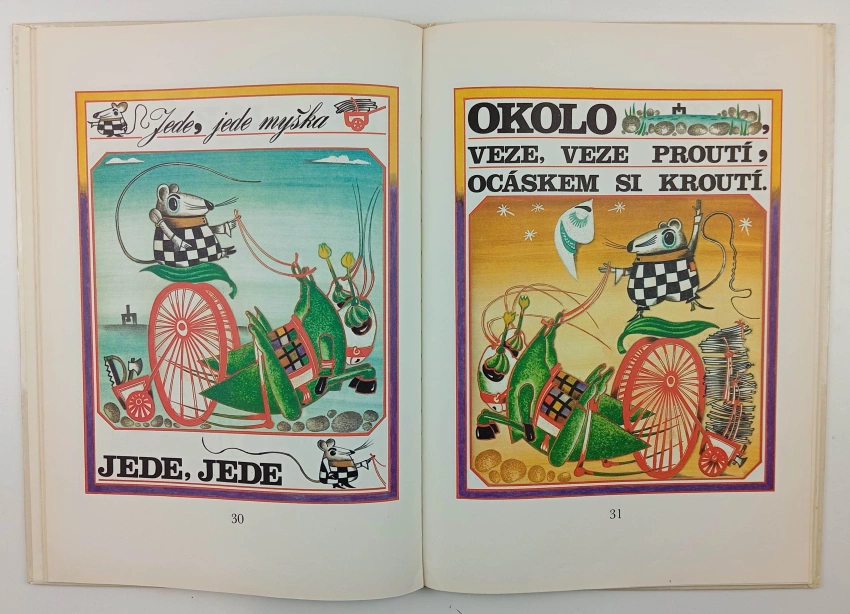 Jede, jede myška
JEDE, JEDE
30
OKOLO ,
VEZE, VEZE PROUTÍ,
OCÁSKEM SI KROUTÍ.
31